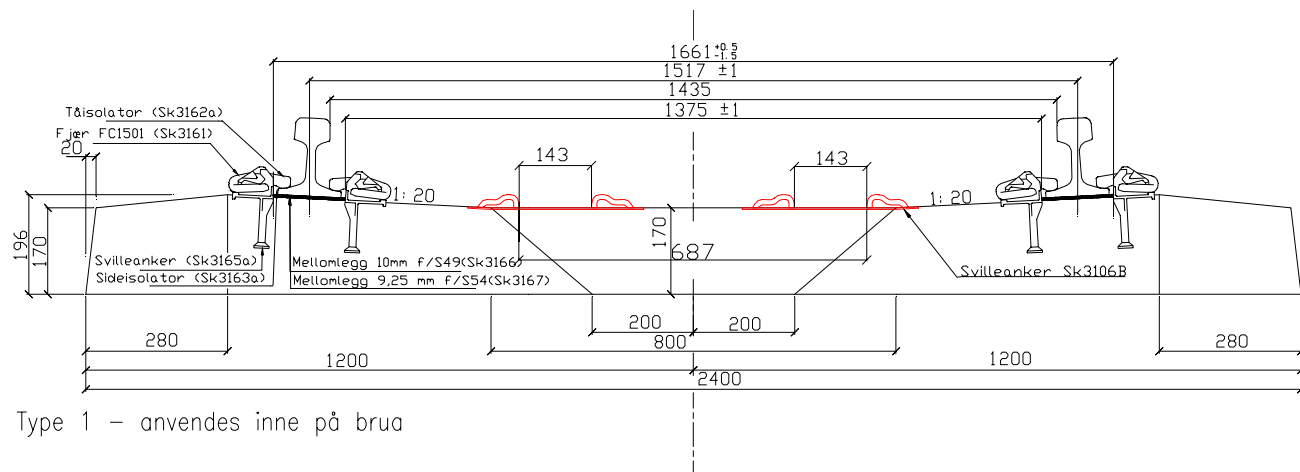 1661 +0.5 -1.5
1517 ±1
1435
1375 ±1
Tåisolator (Sk3162a)
Fjær FC1501 (Sk3161)
20
143
143
1:20
1:20
196
170
170
687
Svilleanker (Sk3165a)
Sideisolator (Sk3163a)
Mellomlegg 10mm f/S49(Sk3166)
Mellomlegg 9,25 mm f/S54(Sk3167)
Svilleanker Sk3106B
200
200
280
800
280
1200
1200
2400
Type 1 – anvendes inne på brua